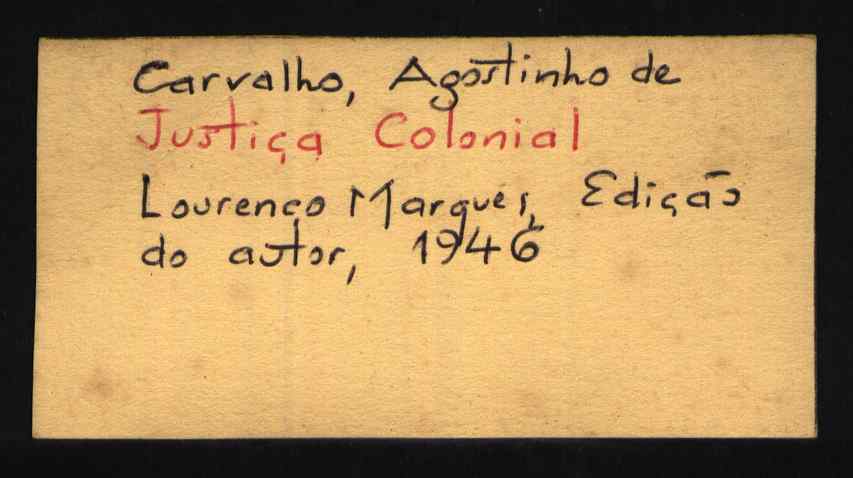 Carvalho, Agostinho de
Justiça Colonial
Lourenço Marques, Edição
do autor, 1946